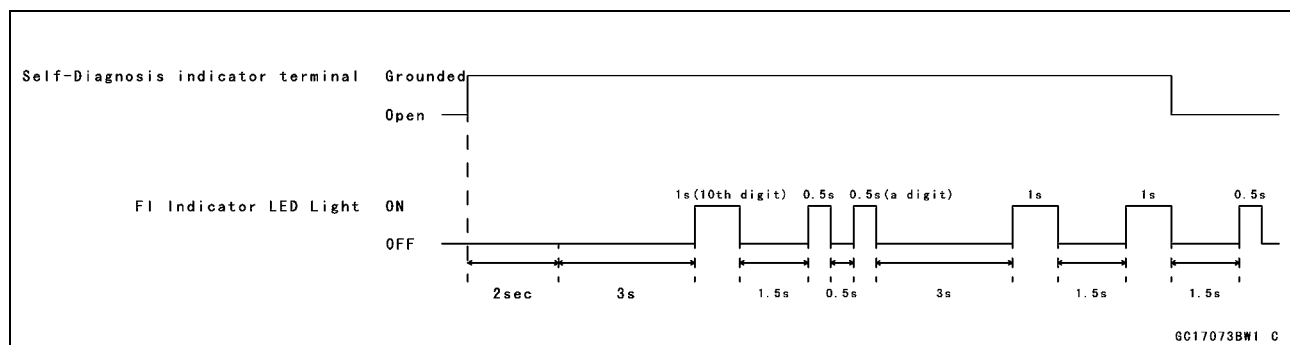 Self-Diagnosis indicator terminal Grounded
Open
1s(10th digit) 0.5s 0.5s(a digit) 1s 1s 0.5s
FI Indicator LED Light ON
OFF
2sec 3s 1.5s 0.5s 3s 1.5s 1.5s
GC17073BW1 C